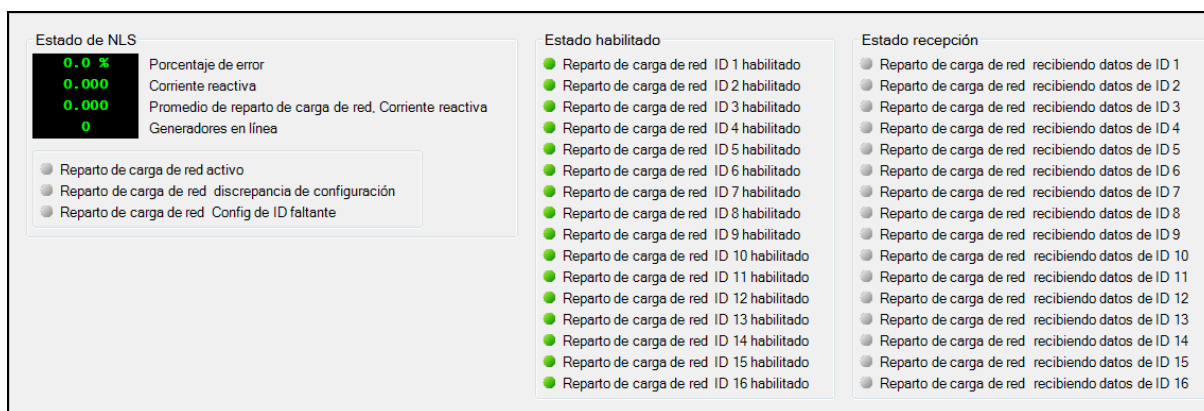 Estado de NLS
0.0 % Porcentaje de error
0.000 Corriente reactiva
0.000 Promedio de reparto de carga de red, Corriente reactiva
0 Generadores en línea
Reparto de carga de red activo
Reparto de carga de red discrepancia de configuración
Reparto de carga de red Config de ID faltante
Estado habilitado
Reparto de carga de red ID 1 habilitado
Reparto de carga de red ID 2 habilitado
Reparto de carga de red ID 3 habilitado
Reparto de carga de red ID 4 habilitado
Reparto de carga de red ID 5 habilitado
Reparto de carga de red ID 6 habilitado
Reparto de carga de red ID 7 habilitado
Reparto de carga de red ID 8 habilitado
Reparto de carga de red ID 9 habilitado
Reparto de carga de red ID 10 habilitado
Reparto de carga de red ID 11 habilitado
Reparto de carga de red ID 12 habilitado
Reparto de carga de red ID 13 habilitado
Reparto de carga de red ID 14 habilitado
Reparto de carga de red ID 15 habilitado
Reparto de carga de red ID 16 habilitado
Estado recepción
Reparto de carga de red recibiendo datos de ID 1
Reparto de carga de red recibiendo datos de ID 2
Reparto de carga de red recibiendo datos de ID 3
Reparto de carga de red recibiendo datos de ID 4
Reparto de carga de red recibiendo datos de ID 5
Reparto de carga de red recibiendo datos de ID 6
Reparto de carga de red recibiendo datos de ID 7
Reparto de carga de red recibiendo datos de ID 8
Reparto de carga de red recibiendo datos de ID 9
Reparto de carga de red recibiendo datos de ID 10
Reparto de carga de red recibiendo datos de ID 11
Reparto de carga de red recibiendo datos de ID 12
Reparto de carga de red recibiendo datos de ID 13
Reparto de carga de red recibiendo datos de ID 14
Reparto de carga de red recibiendo datos de ID 15
Reparto de carga de red recibiendo datos de ID 16